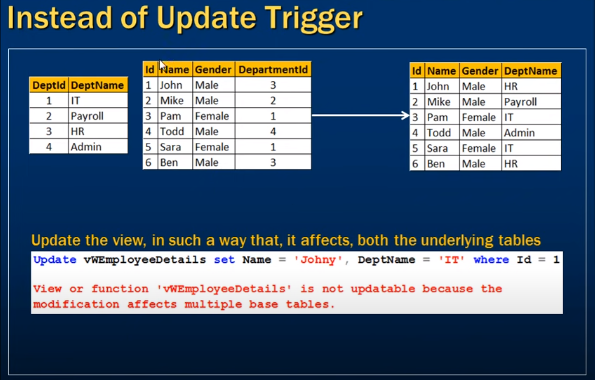 Instead of Update Trigger
DeptId DeptName
1 IT
2 Payroll
3 HR
4 Admin
Id Name Gender DepartmentId
1 John Male 3
2 Mike Male 2
3 Pam Female 1
4 Todd Male 4
5 Sara Female 1
6 Ben Male 3
Id Name Gender DeptName
1 John Male HR
2 Mike Male Payroll
3 Pam Female IT
4 Todd Male Admin
5 Sara Female IT
6 Ben Male HR
Update the view, in such a way that, it affects, both the underlying tables
Update vWEmployeeDetails set Name = 'Johny', DeptName = 'IT' where Id = 1
View or function 'vWEmployeeDetails' is not updatable because the
modification affects multiple base tables.